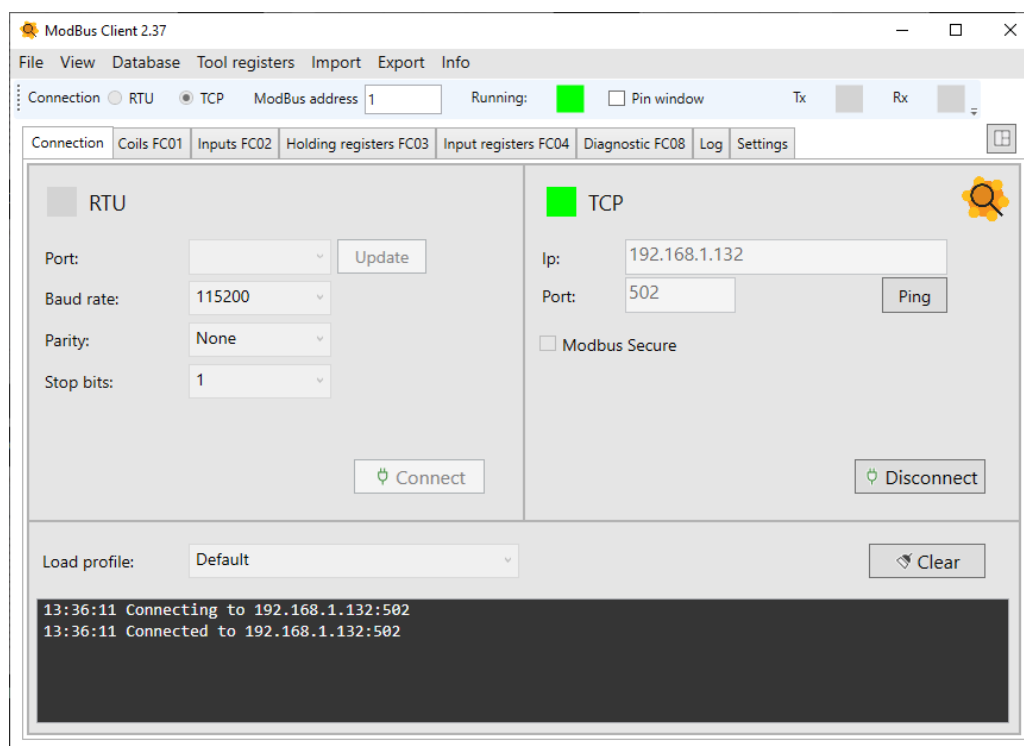 ModBus Client 2.37
File View Database Tool registers Import Export Info
Connection RTU TCP ModBus address 1 Running: Pin window Tx Rx
Connection Coils FC01 Inputs FC02 Holding registers FC03 Input registers FC04 Diagnostic FC08 Log Settings
RTU
Port: Update
Baud rate: 115200
Parity: None
Stop bits: 1
Connect
TCP
Ip: 192.168.1.132
Port: 502 Ping
Modbus Secure
Disconnect
Load profile: Default Clear
13:36:11 Connecting to 192.168.1.132:502
13:36:11 Connected to 192.168.1.132:502